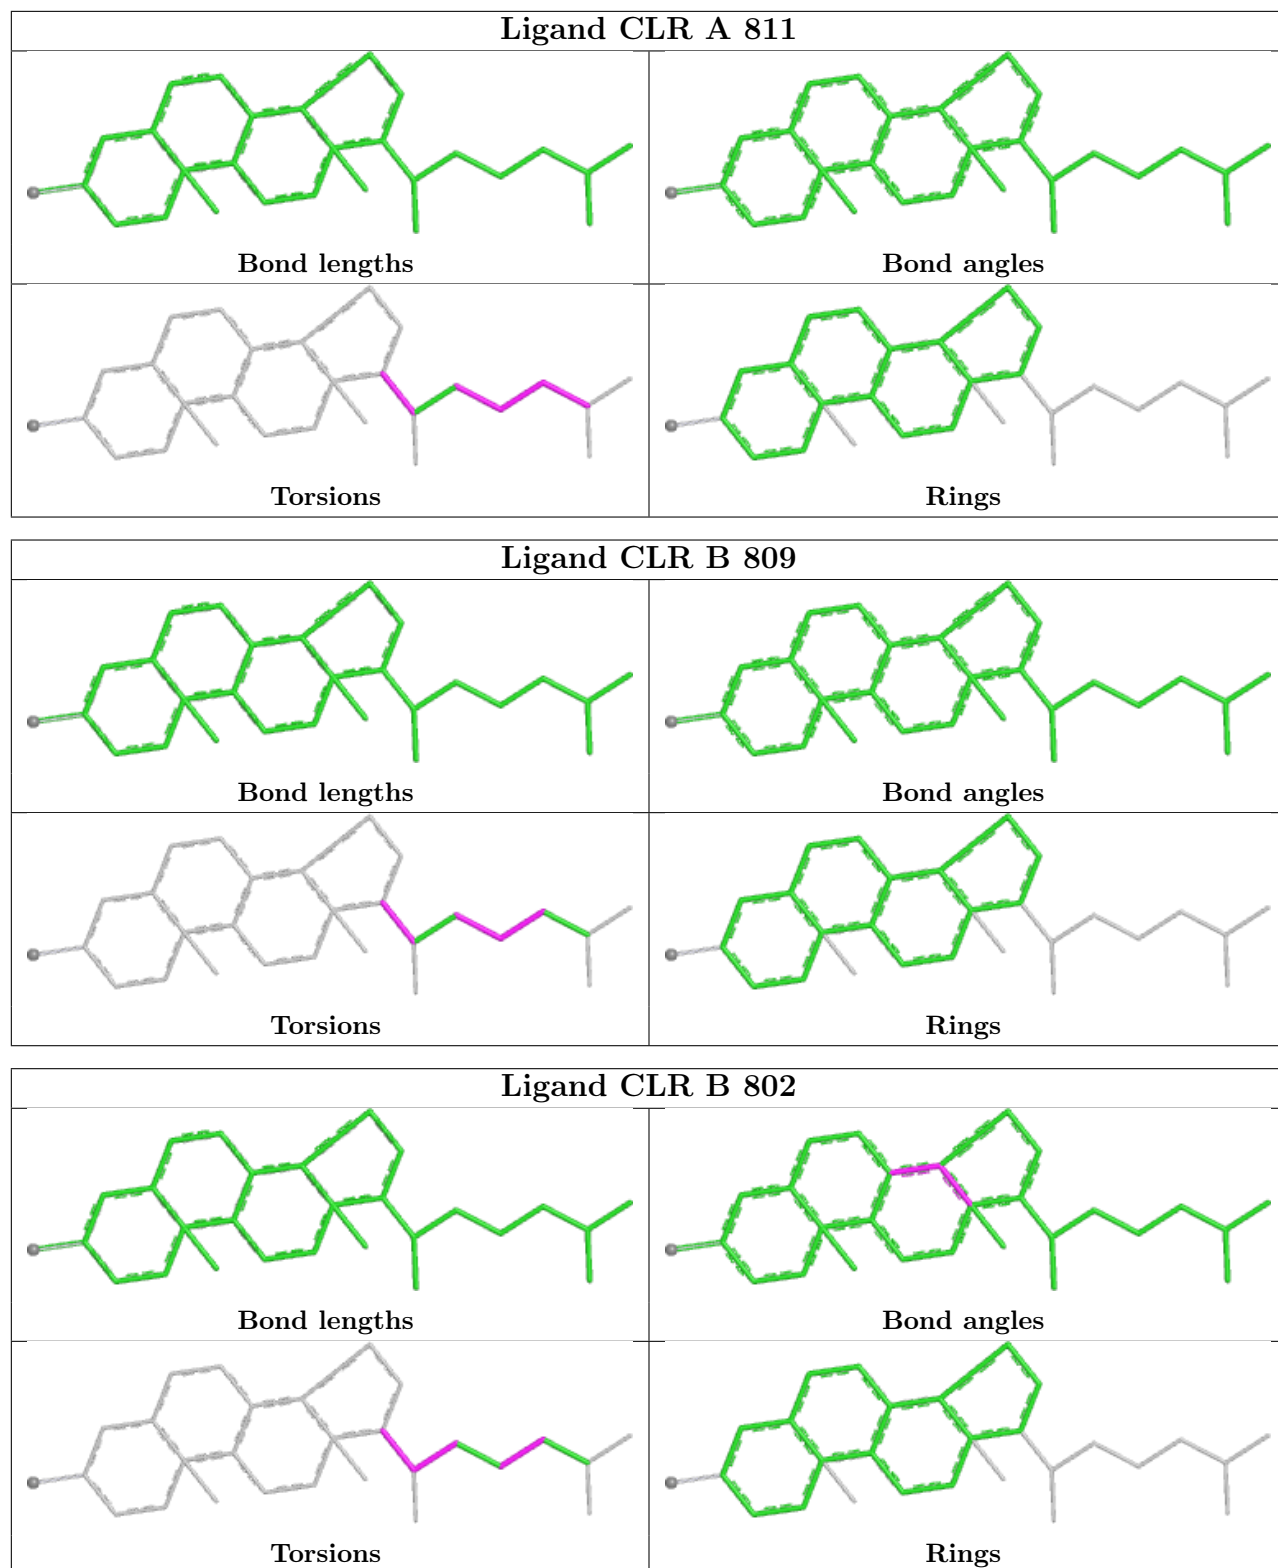 Ligand CLR A 811
Bond lengths
Bond angles
Torsions
Rings
Ligand CLR B 809
Bond lengths
Bond angles
Torsions
Rings
Ligand CLR B 802
Bond lengths
Bond angles
Torsions
Rings